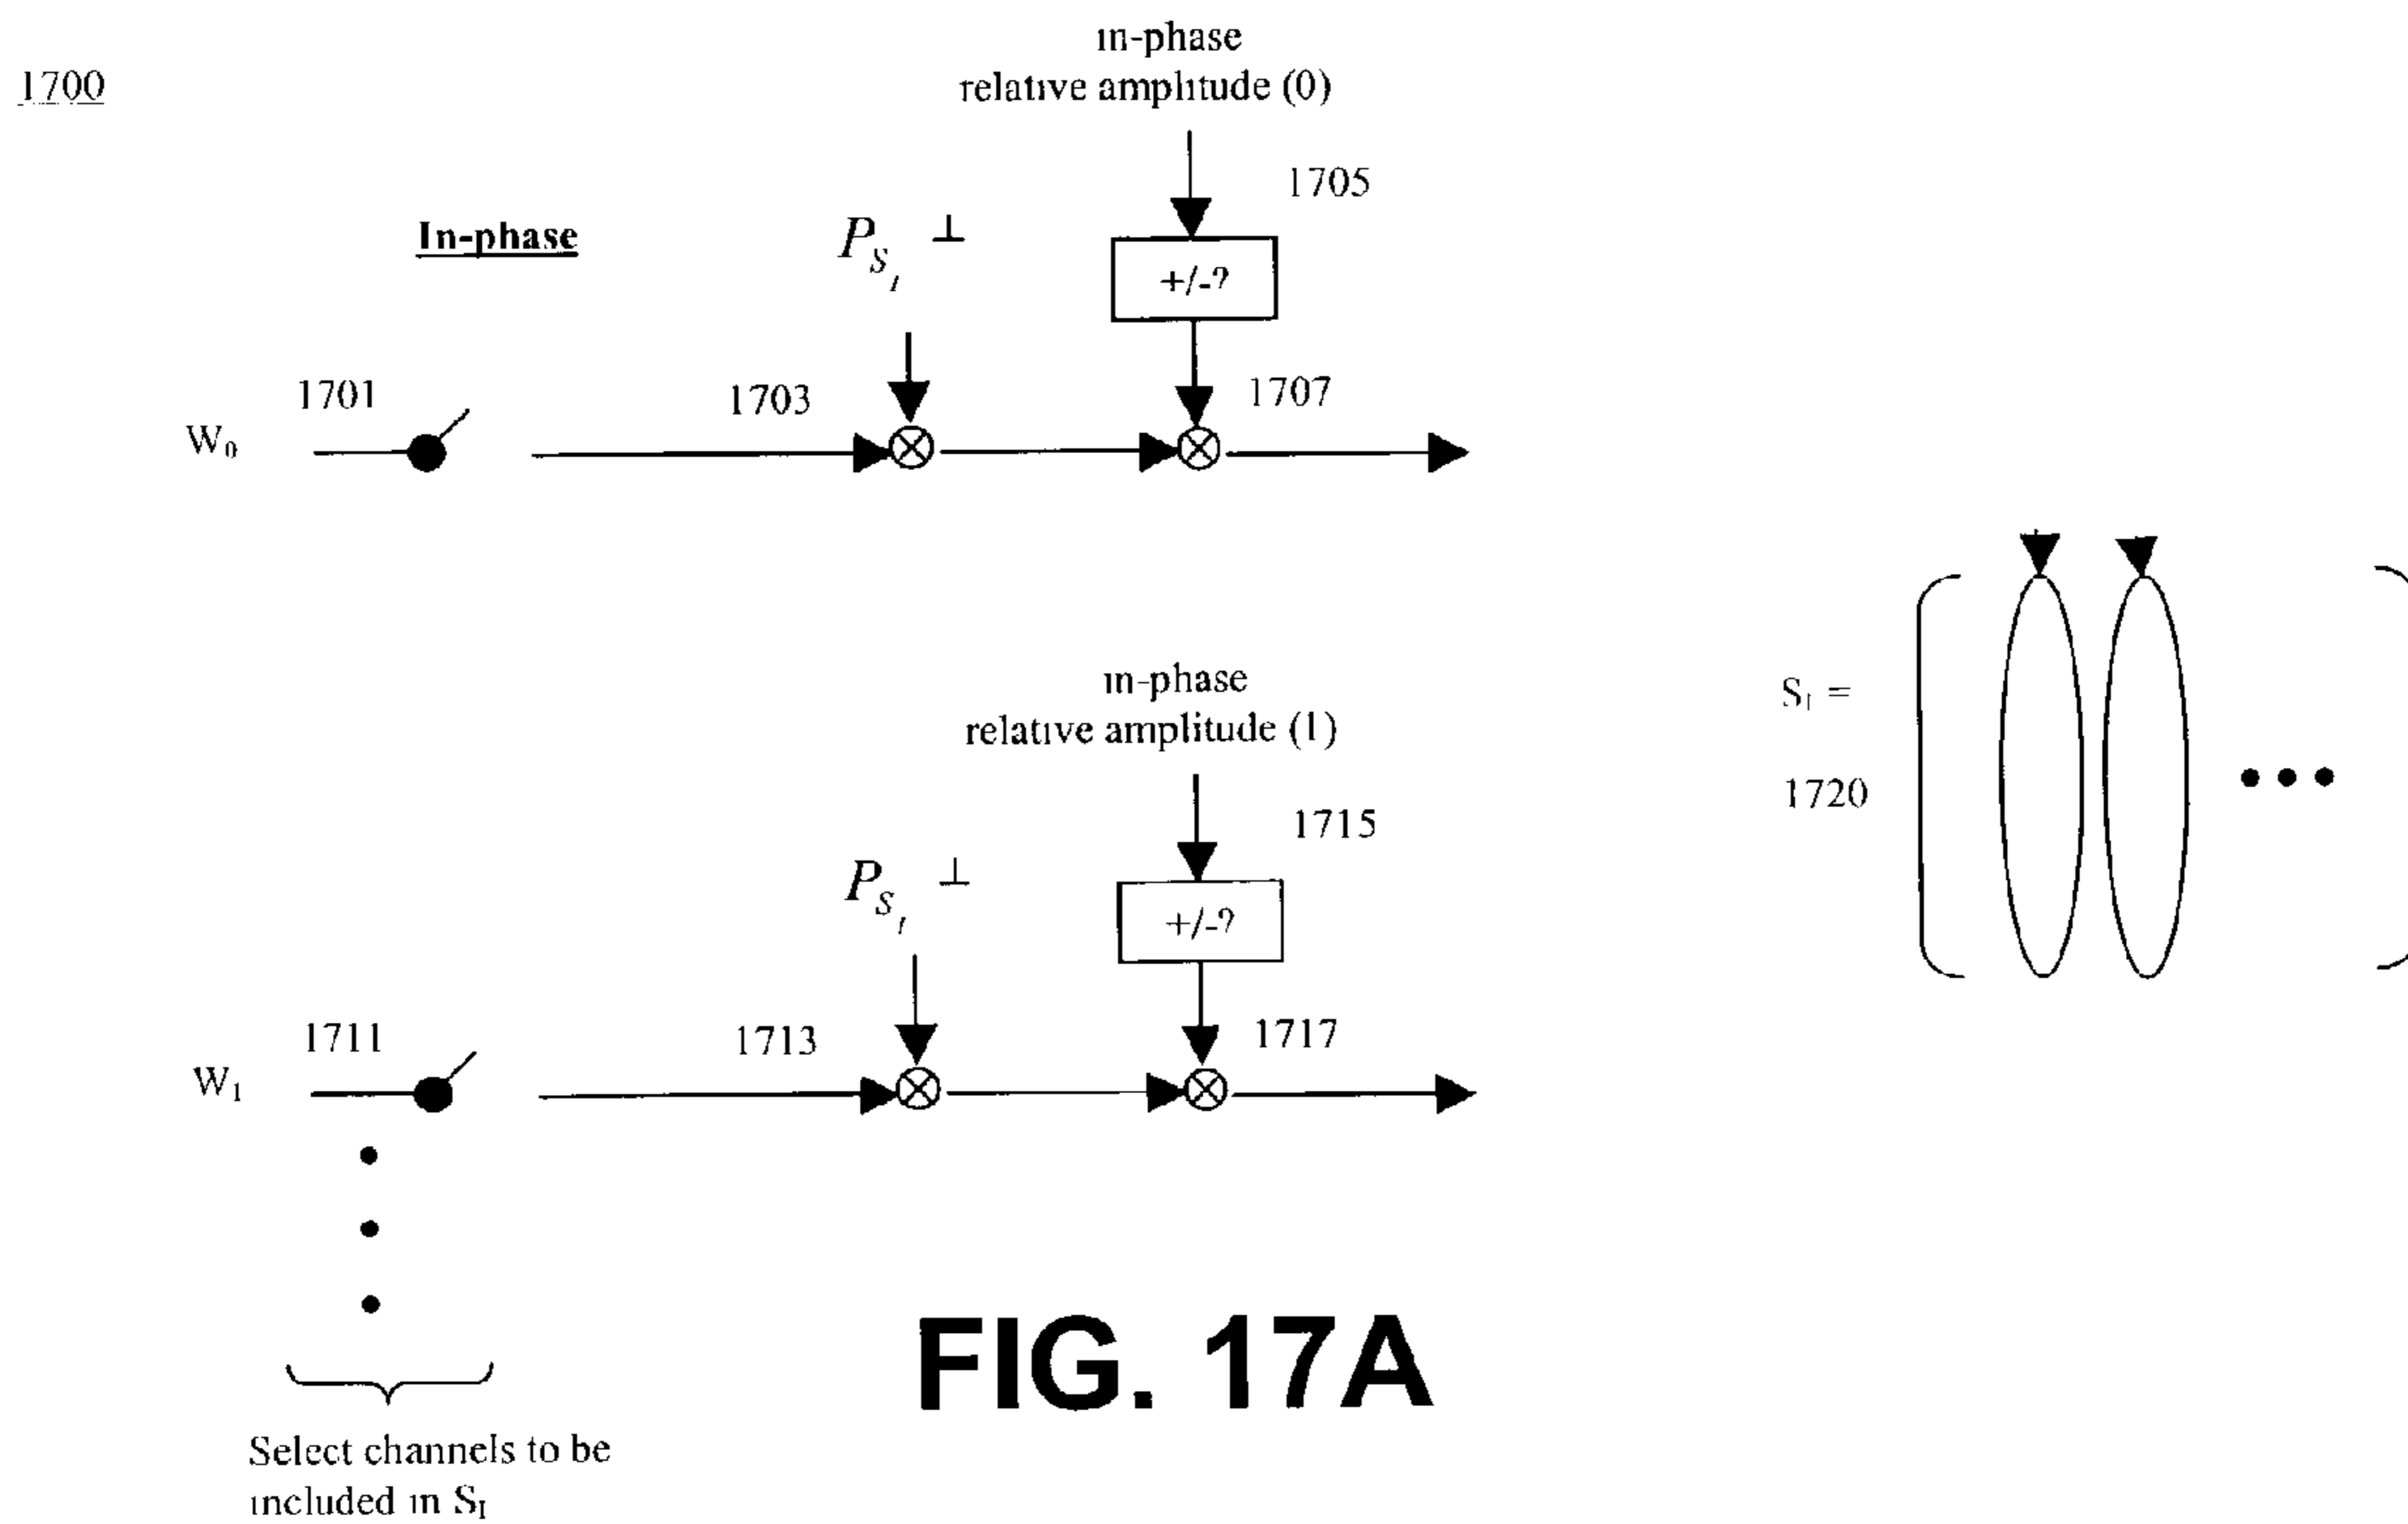 1700
in-phase
relative amplitude (0)
1705
In-phase
P_{S_I} ⊥
+/-?
1701
1703
1707
W₀
in-phase
relative amplitude (1)
S_I =
1720
1715
P_{S_I} ⊥
+/-?
1711
1713
1717
W₁
FIG. 17A
Select channels to be
included in S_I